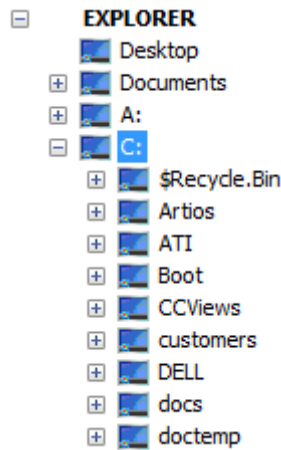 EXPLORER
Desktop
Documents
A:
C:
$Recycle.Bin
Artios
ATI
Boot
CCViews
customers
DELL
docs
doctemp